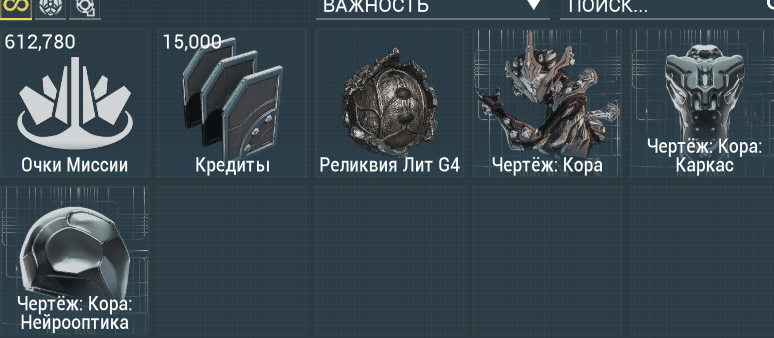 ВАЖНОСТЬ
ПОИСК...
612,780
Очки Миссии
15,000
Кредиты
Реликвия Лит G4
Чертёж: Кора
Чертёж: Кора:
Каркас
Чертёж: Кора:
Нейрооптика